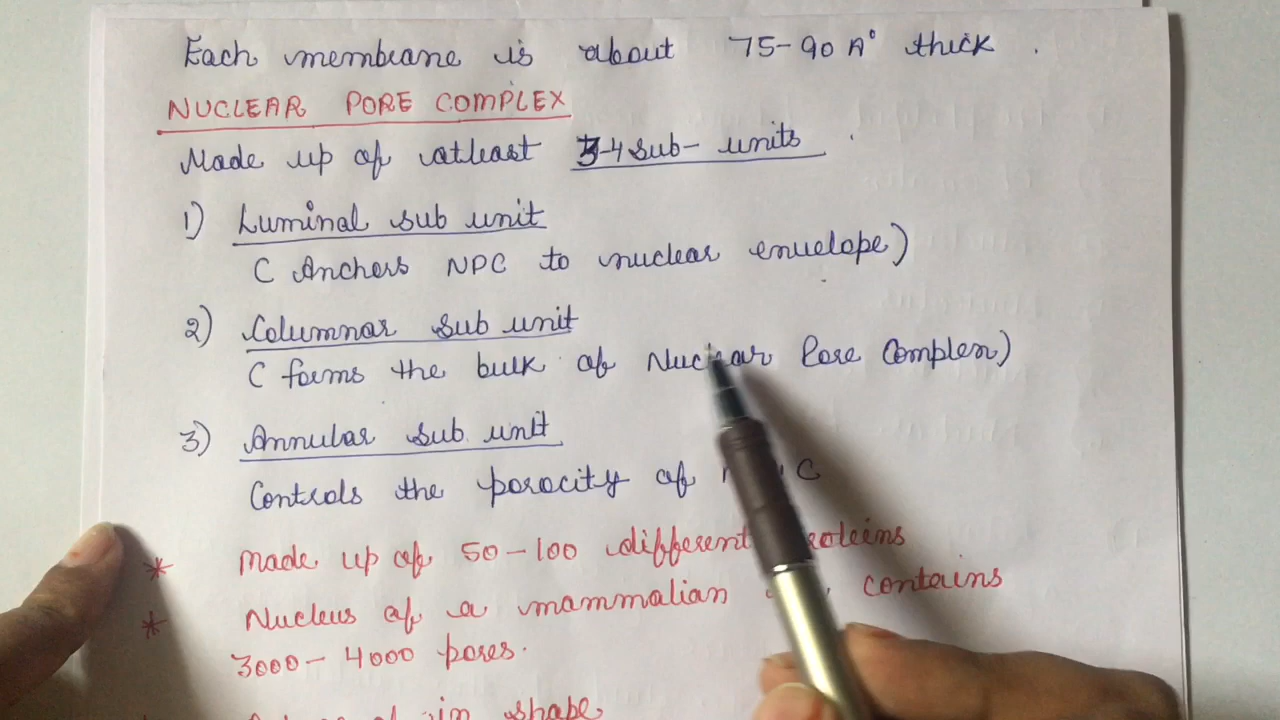 Each membrane is about 75-90 A° thick.
NUCLEAR PORE COMPLEX
Made up of atleast 3-4 sub-units.
1) Luminal sub unit
( Anchors NPC to nuclear envelope)
2) Columnar sub unit
( forms the bulk of Nuclear Pore Complex)
3) Annular sub unit
Controls the porocity of C
* Made up of 50-100 different proteins
* Nucleus of a mammalian contains
3000-4000 pores.
in shape